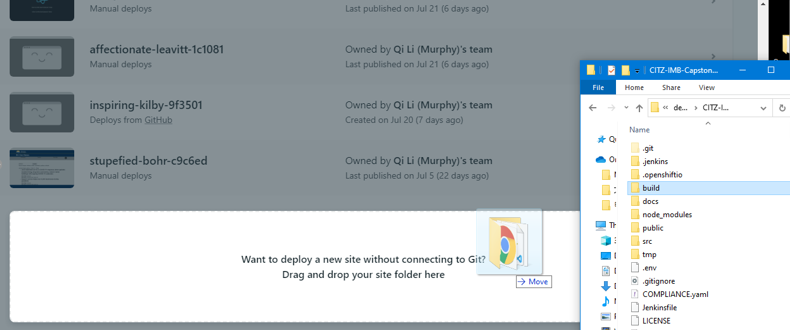 Manual deploys
Last published on Jul 21 (6 days ago)
affectionate-leavitt-1c1081
Manual deploys
Owned by Qi Li (Murphy)'s team
Last published on Jul 21 (6 days ago)
inspiring-kilby-9f3501
Deploys from GitHub
Owned by Qi Li (Murphy)'s team
Created on Jul 20 (7 days ago)
stupefied-bohr-c9c6ed
Manual deploys
Owned by Qi Li (Murphy)'s team
Last published on Jul 5 (22 days ago)
Want to deploy a new site without connecting to Git?
Drag and drop your site folder here
Move
CITZ-IMB-Capston...
File Home Share View
de... CITZ-I...
Name
.git
.jenkins
.openshiftio
build
docs
node_modules
public
src
tmp
.env
.gitignore
COMPLIANCE.yaml
Jenkinsfile
LICENSE